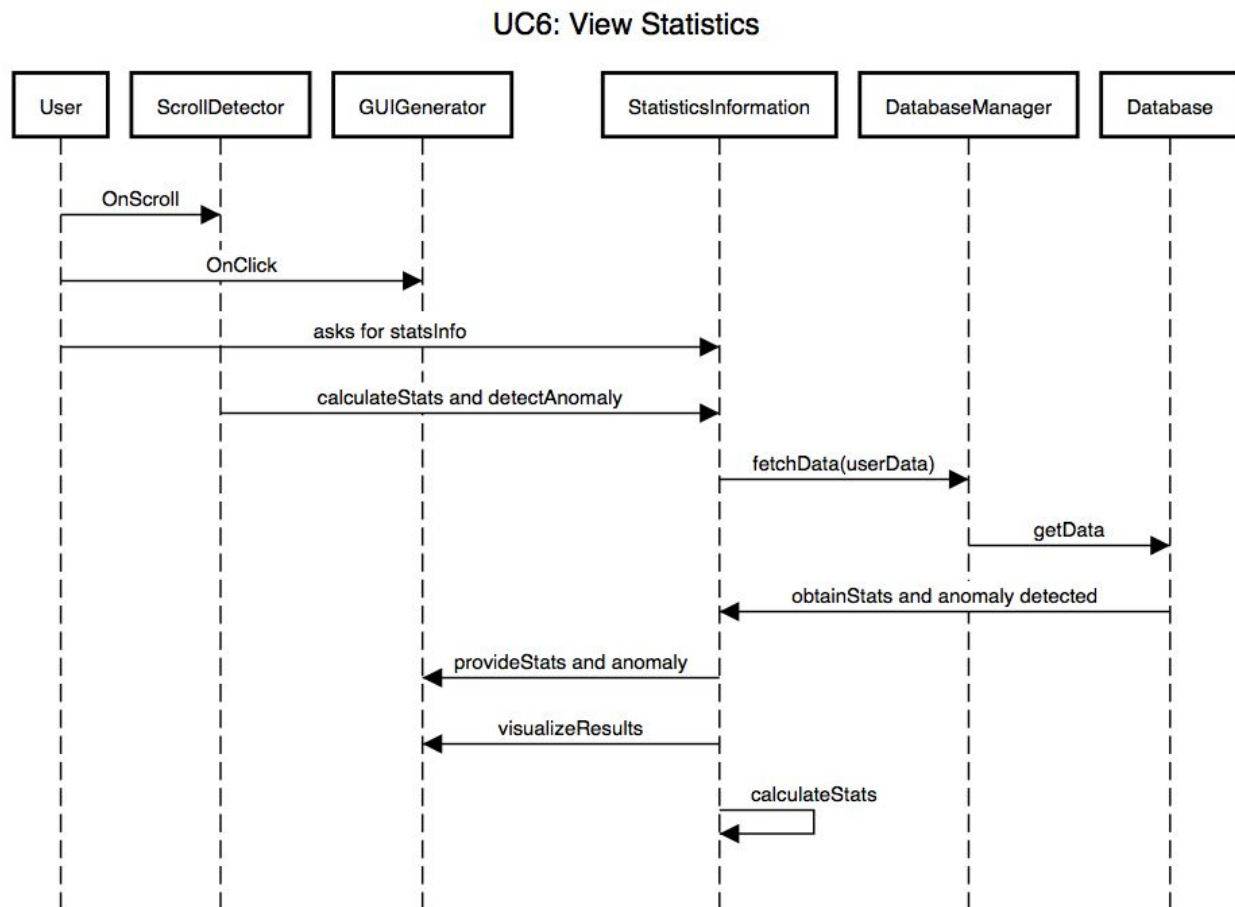 UC6: View Statistics
User
ScrollDetector
GUIGenerator
StatisticsInformation
DatabaseManager
Database
OnScroll
OnClick
asks for statsInfo
calculateStats and detectAnomaly
fetchData(userData)
getData
obtainStats and anomaly detected
provideStats and anomaly
visualizeResults
calculateStats